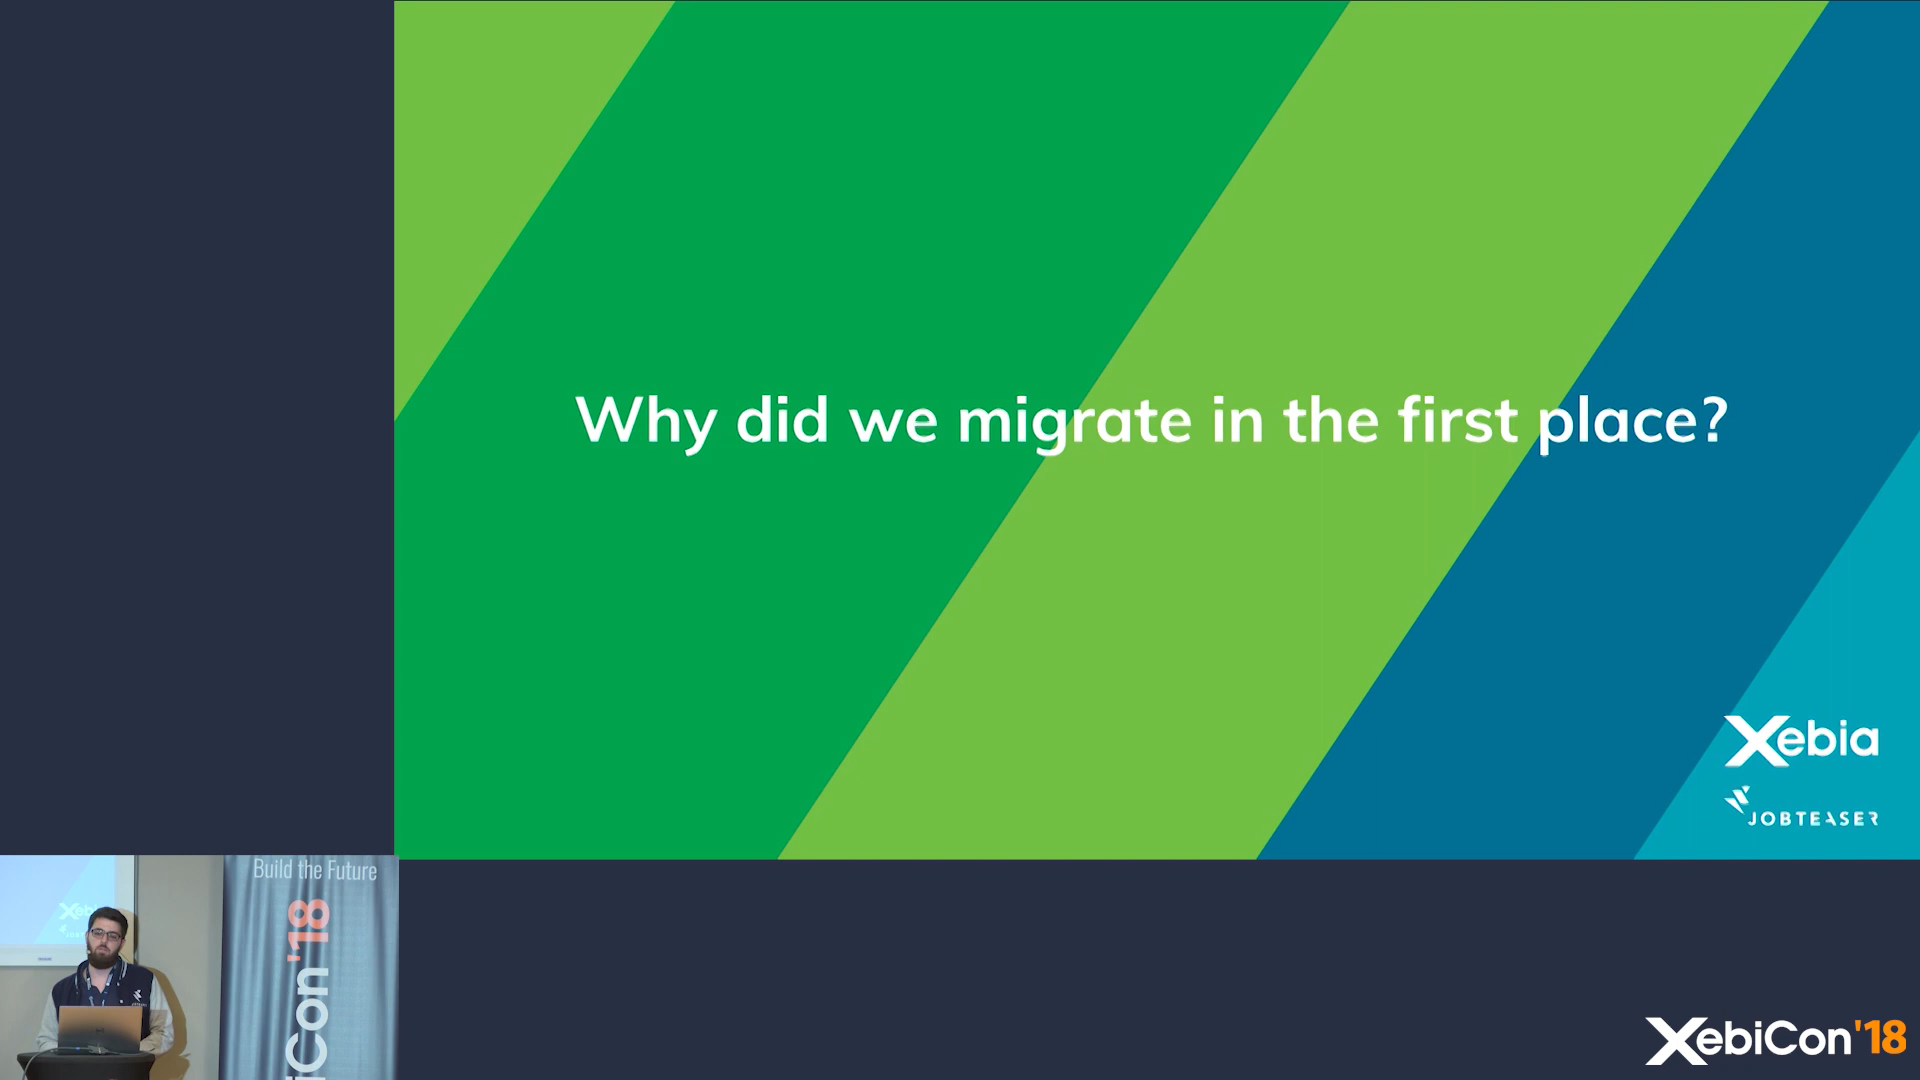 Why did we migrate in the first place?
Xebia
JOBTEASER
Build the Future
iCon'18
XebiCon'18